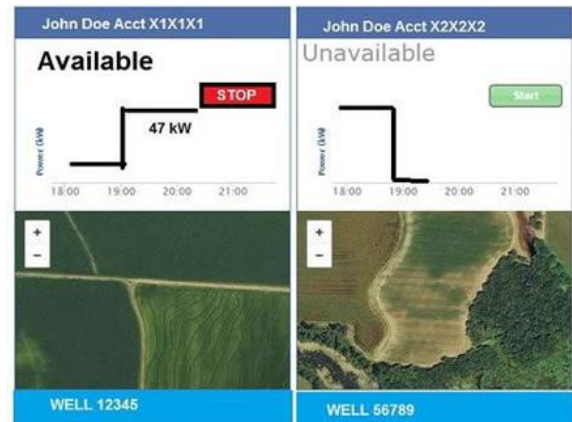 John Doe Acct X1X1X1
Available
STOP
47 kW
Power (kW)
18:00 19:00 20:00 21:00
+
−
WELL 12345
John Doe Acct X2X2X2
Unavailable
Start
Power (kW)
18:00 19:00 20:00 21:00
+
−
WELL 56789